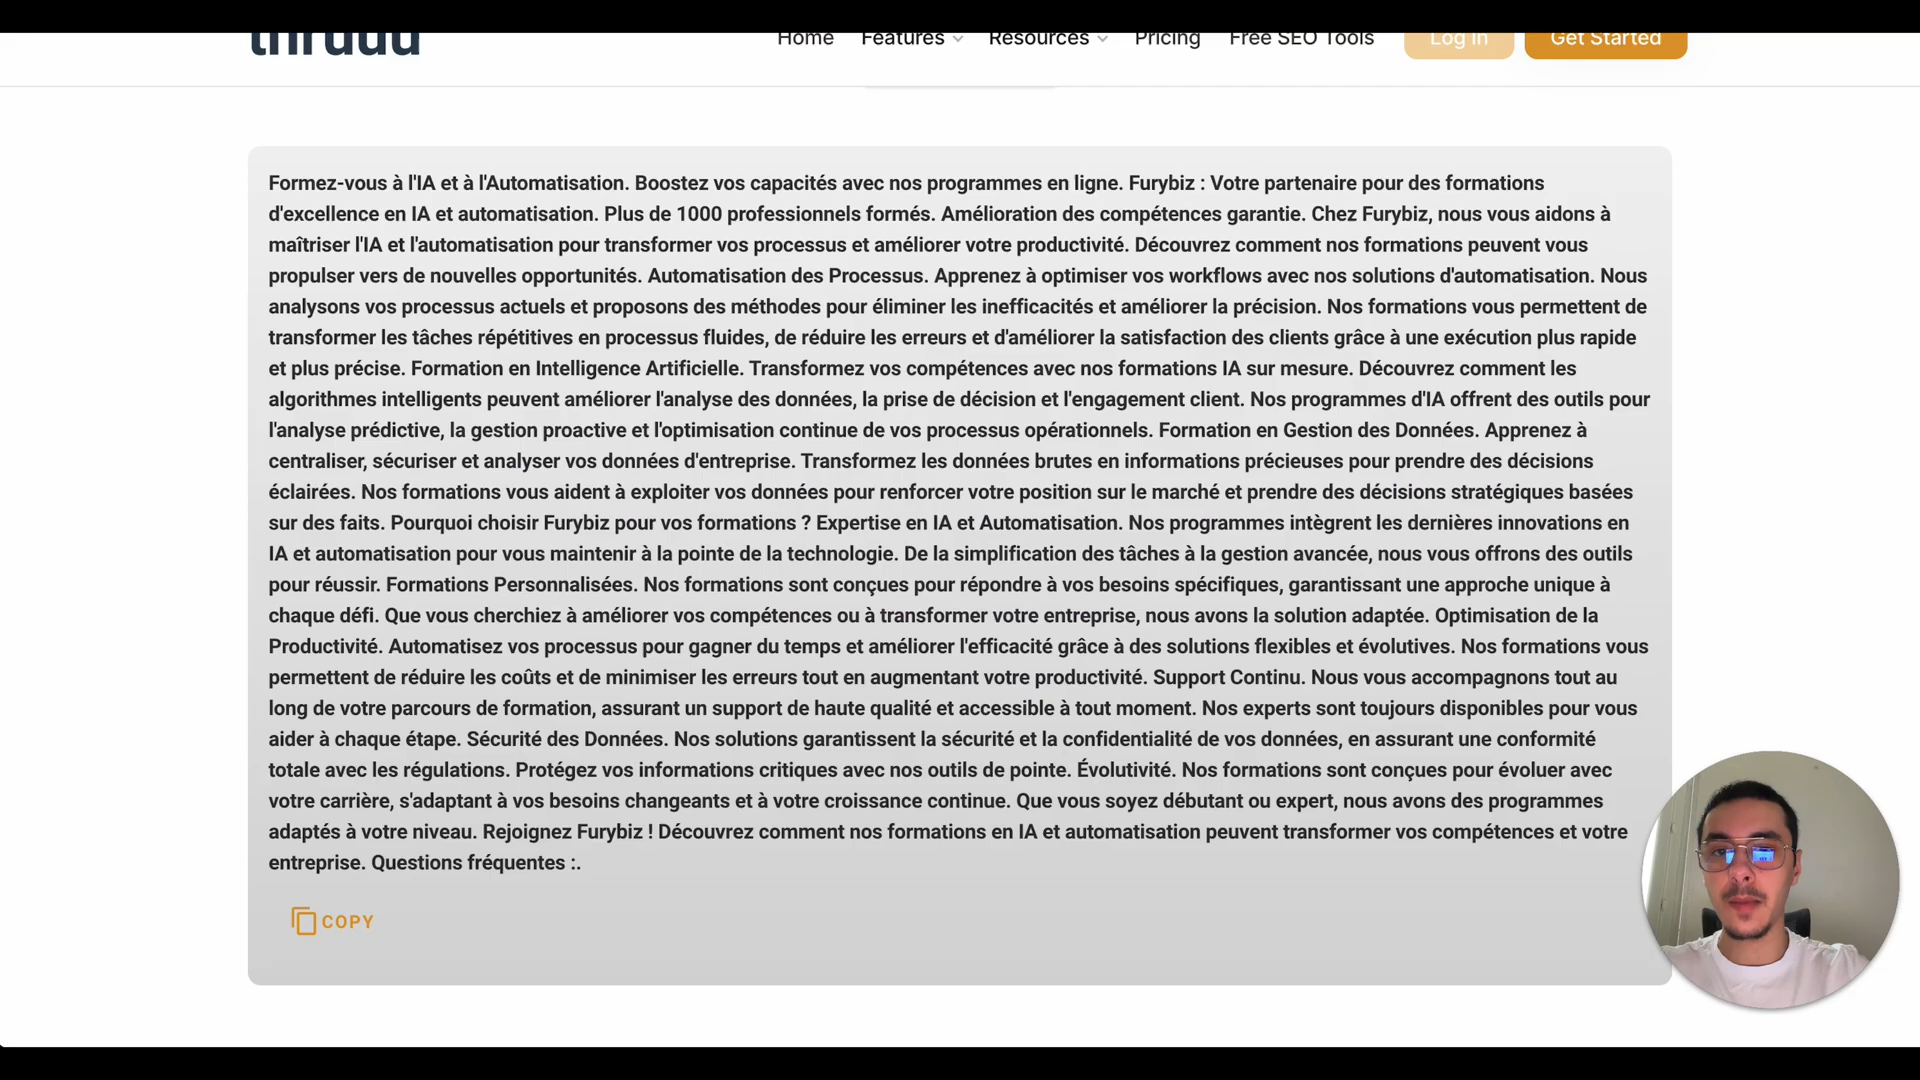 thruuu
Home Features Resources Pricing Free SEO Tools Log In Get Started
Formez-vous à l'IA et à l'Automatisation. Boostez vos capacités avec nos programmes en ligne. Furybiz : Votre partenaire pour des formations
d'excellence en IA et automatisation. Plus de 1000 professionnels formés. Amélioration des compétences garantie. Chez Furybiz, nous vous aidons à
maîtriser l'IA et l'automatisation pour transformer vos processus et améliorer votre productivité. Découvrez comment nos formations peuvent vous
propulser vers de nouvelles opportunités. Automatisation des Processus. Apprenez à optimiser vos workflows avec nos solutions d'automatisation. Nous
analysons vos processus actuels et proposons des méthodes pour éliminer les inefficacités et améliorer la précision. Nos formations vous permettent de
transformer les tâches répétitives en processus fluides, de réduire les erreurs et d'améliorer la satisfaction des clients grâce à une exécution plus rapide
et plus précise. Formation en Intelligence Artificielle. Transformez vos compétences avec nos formations IA sur mesure. Découvrez comment les
algorithmes intelligents peuvent améliorer l'analyse des données, la prise de décision et l'engagement client. Nos programmes d'IA offrent des outils pour
l'analyse prédictive, la gestion proactive et l'optimisation continue de vos processus opérationnels. Formation en Gestion des Données. Apprenez à
centraliser, sécuriser et analyser vos données d'entreprise. Transformez les données brutes en informations précieuses pour prendre des décisions
éclairées. Nos formations vous aident à exploiter vos données pour renforcer votre position sur le marché et prendre des décisions stratégiques basées
sur des faits. Pourquoi choisir Furybiz pour vos formations ? Expertise en IA et Automatisation. Nos programmes intègrent les dernières innovations en
IA et automatisation pour vous maintenir à la pointe de la technologie. De la simplification des tâches à la gestion avancée, nous vous offrons des outils
pour réussir. Formations Personnalisées. Nos formations sont conçues pour répondre à vos besoins spécifiques, garantissant une approche unique à
chaque défi. Que vous cherchiez à améliorer vos compétences ou à transformer votre entreprise, nous avons la solution adaptée. Optimisation de la
Productivité. Automatisez vos processus pour gagner du temps et améliorer l'efficacité grâce à des solutions flexibles et évolutives. Nos formations vous
permettent de réduire les coûts et de minimiser les erreurs tout en augmentant votre productivité. Support Continu. Nous vous accompagnons tout au
long de votre parcours de formation, assurant un support de haute qualité et accessible à tout moment. Nos experts sont toujours disponibles pour vous
aider à chaque étape. Sécurité des Données. Nos solutions garantissent la sécurité et la confidentialité de vos données, en assurant une conformité
totale avec les régulations. Protégez vos informations critiques avec nos outils de pointe. Évolutivité. Nos formations sont conçues pour évoluer avec
votre carrière, s'adaptant à vos besoins changeants et à votre croissance continue. Que vous soyez débutant ou expert, nous avons des programmes
adaptés à votre niveau. Rejoignez Furybiz ! Découvrez comment nos formations en IA et automatisation peuvent transformer vos compétences et votre
entreprise. Questions fréquentes :.
COPY